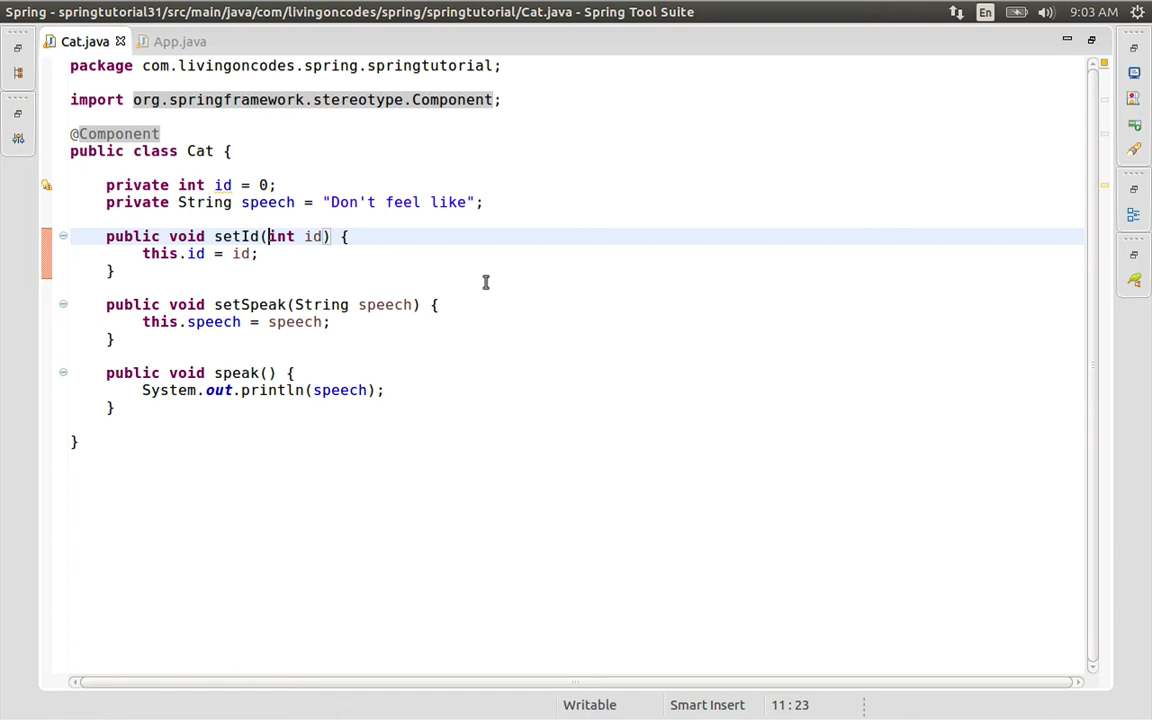 Spring - springtutorial31/src/main/java/com/livingoncodes/spring/springtutorial/Cat.java - Spring Tool Suite
En
9:03 AM
Cat.java
App.java
package com.livingoncodes.spring.springtutorial;
import org.springframework.stereotype.Component;
@Component
public class Cat {
private int id = 0;
private String speech = "Don't feel like";
public void setId(int id) {
this.id = id;
}
public void setSpeak(String speech) {
this.speech = speech;
}
public void speak() {
System.out.println(speech);
}
}
Writable
Smart Insert
11 : 23